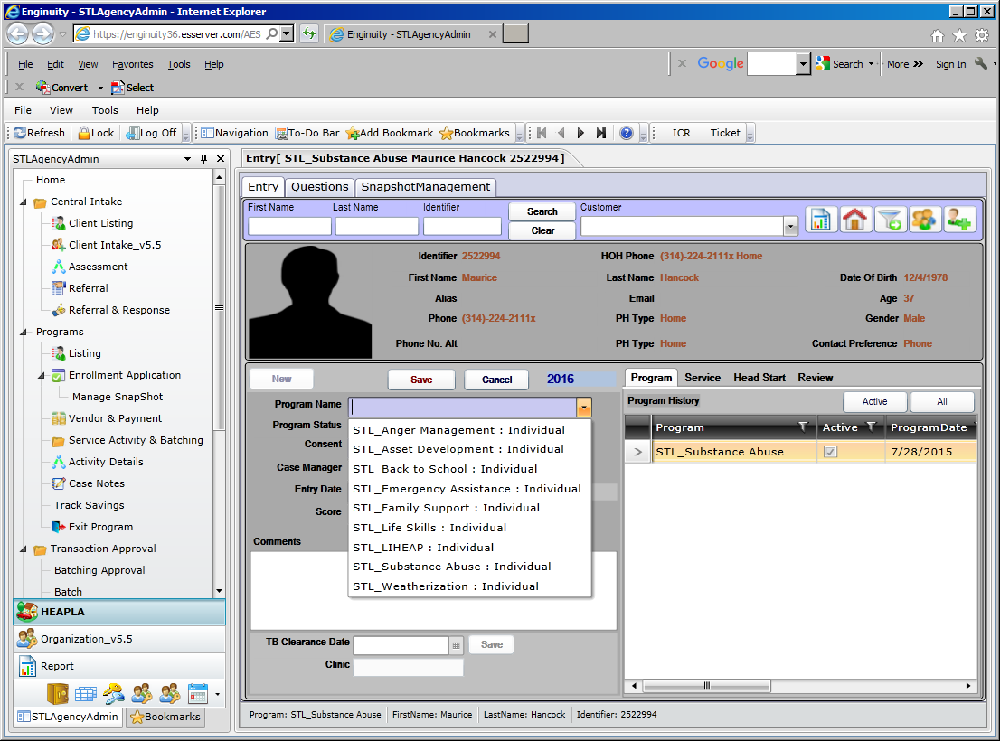 Enginuity - STLAgencyAdmin - Internet Explorer
https://enginuity36.esserver.com/AES
Enginuity - STLAgencyAdmin
File Edit View Favorites Tools Help
Google Search More Sign In
Convert Select
File View Tools Help
Refresh Lock Log Off Navigation To-Do Bar Add Bookmark Bookmarks ICR Ticket
STLAgencyAdmin
Home
Central Intake
Client Listing
Client Intake_v5.5
Assessment
Referral
Referral & Response
Programs
Listing
Enrollment Application
Manage SnapShot
Vendor & Payment
Service Activity & Batching
Activity Details
Case Notes
Track Savings
Exit Program
Transaction Approval
Batching Approval
Batch
HEAPLA
Organization_v5.5
Report
STLAgencyAdmin Bookmarks
Entry[ STL_Substance Abuse Maurice Hancock 2522994]
Entry Questions SnapshotManagement
First Name Last Name Identifier Search Customer
Clear
Identifier 2522994 HOH Phone (314)-224-2111x Home
First Name Maurice Last Name Hancock Date Of Birth 12/4/1978
Alias Email Age 37
Phone (314)-224-2111x PH Type Home Gender Male
Phone No. Alt PH Type Home Contact Preference Phone
New Save Cancel 2016
Program Name
Program Status
Consent
Case Manager
Entry Date
Score
STL_Anger Management : Individual
STL_Asset Development : Individual
STL_Back to School : Individual
STL_Emergency Assistance : Individual
STL_Family Support : Individual
STL_Life Skills : Individual
STL_LIHEAP : Individual
STL_Substance Abuse : Individual
STL_Weatherization : Individual
Comments
TB Clearance Date Save
Clinic
Program Service Head Start Review
Program History Active All
Program Active ProgramDate
STL_Substance Abuse 7/28/2015
Program: STL_Substance Abuse FirstName: Maurice LastName: Hancock Identifier: 2522994